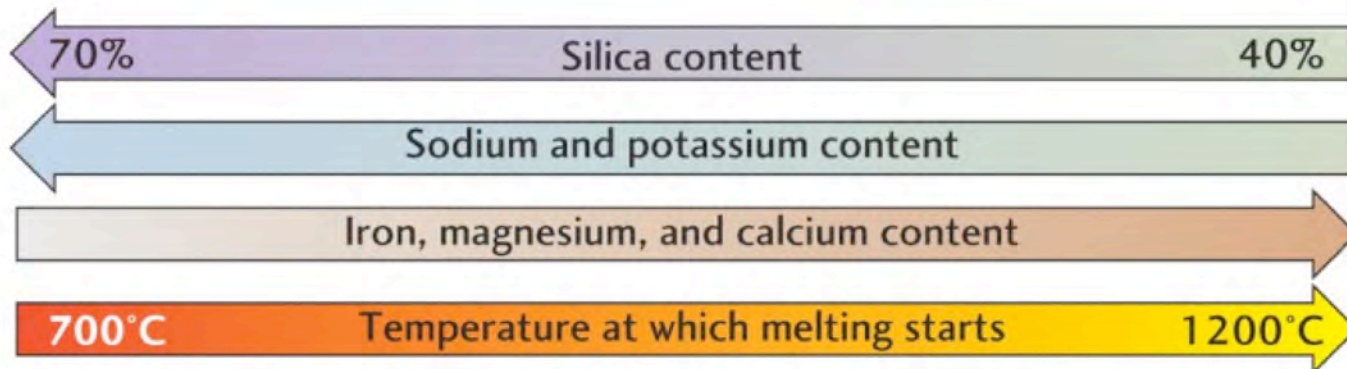 70% Silica content 40%
Sodium and potassium content
Iron, magnesium, and calcium content
700°C Temperature at which melting starts 1200°C